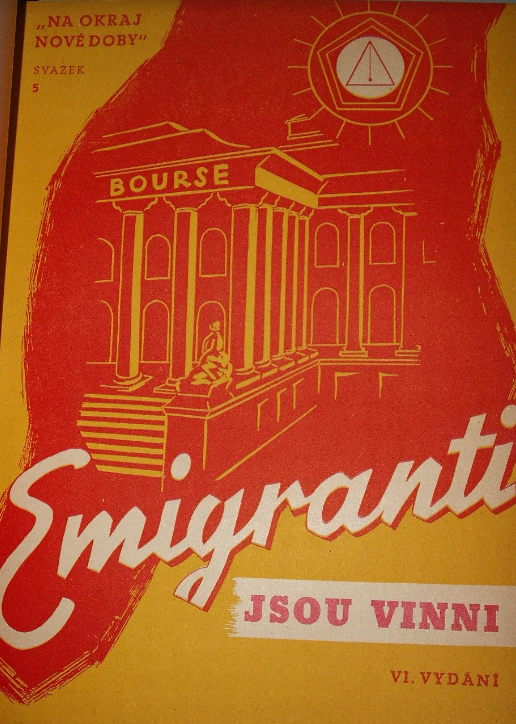 „NA OKRAJ
NOVÉ DOBY"
SVAZEK
5
BOURSE
Emigranti
JSOU VINNI
VI. VYDÁNÍ